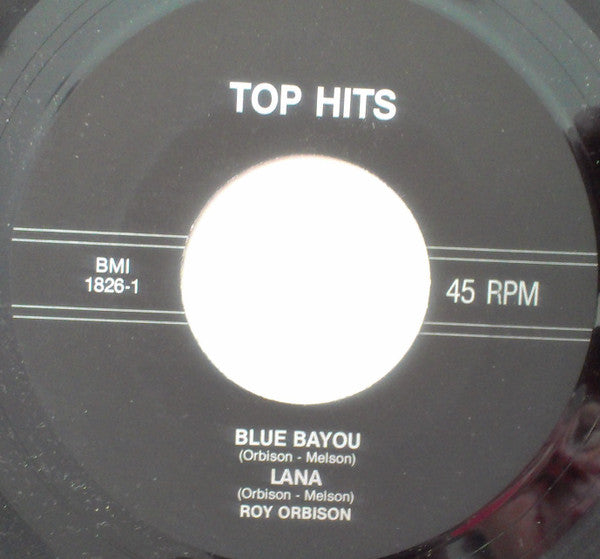 TOP HITS
BMI
1826-1
45 RPM
BLUE BAYOU
(Orbison - Melson)
LANA
(Orbison - Melson)
ROY ORBISON